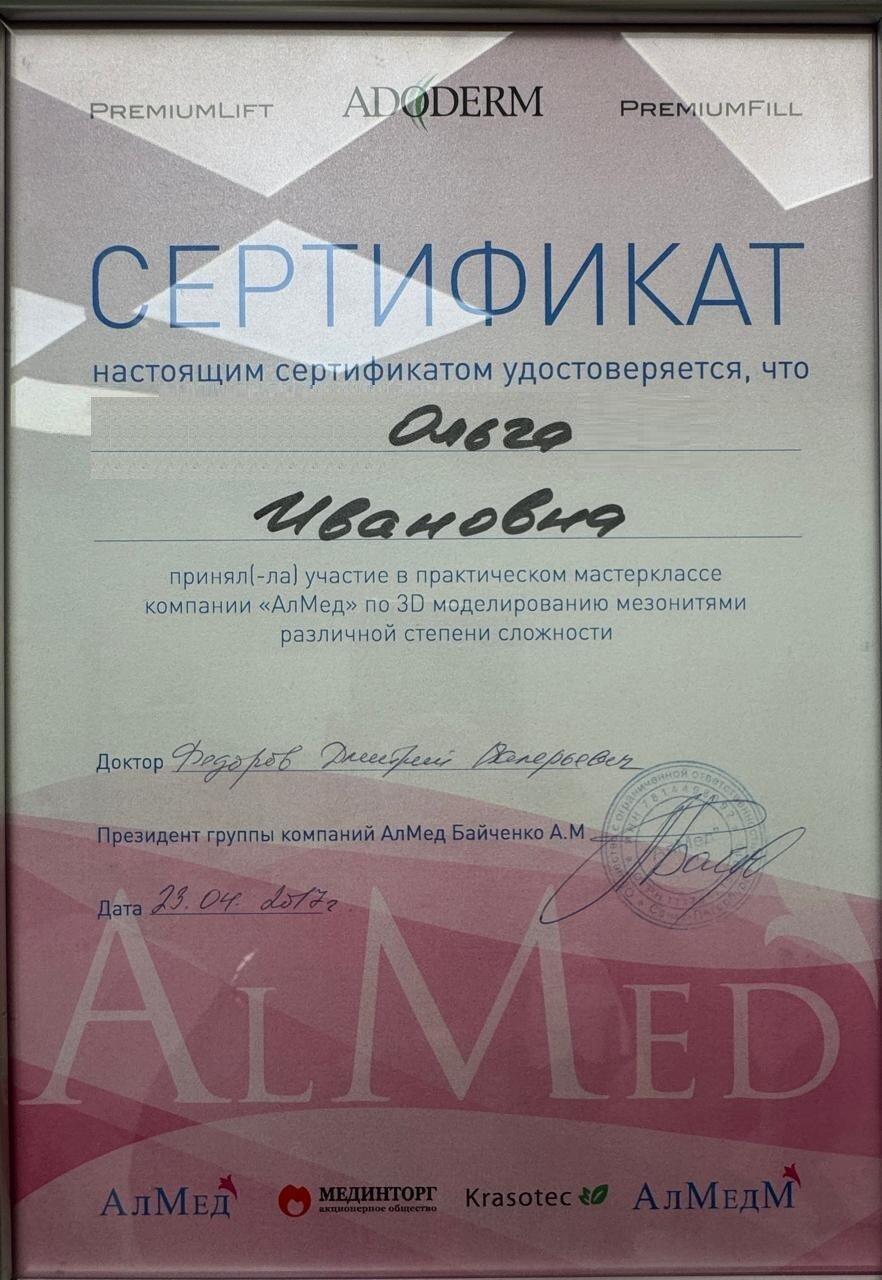 PREMIUMLIFT ADODERM PREMIUMFILL
СЕРТИФИКАТ
настоящим сертификатом удостоверяется, что
Ольга
Ивановна
принял(-ла) участие в практическом мастерклассе
компании «АлМед» по 3D моделированию мезонитями
различной степени сложности
Доктор Федоров Дмитрий Валерьевич
Президент группы компаний АлМед Байченко А.М
Дата 23.04.2017г
ALMED
АлМед МЕДИНТОРГ Krasotec АлМедМ
акционерное общество